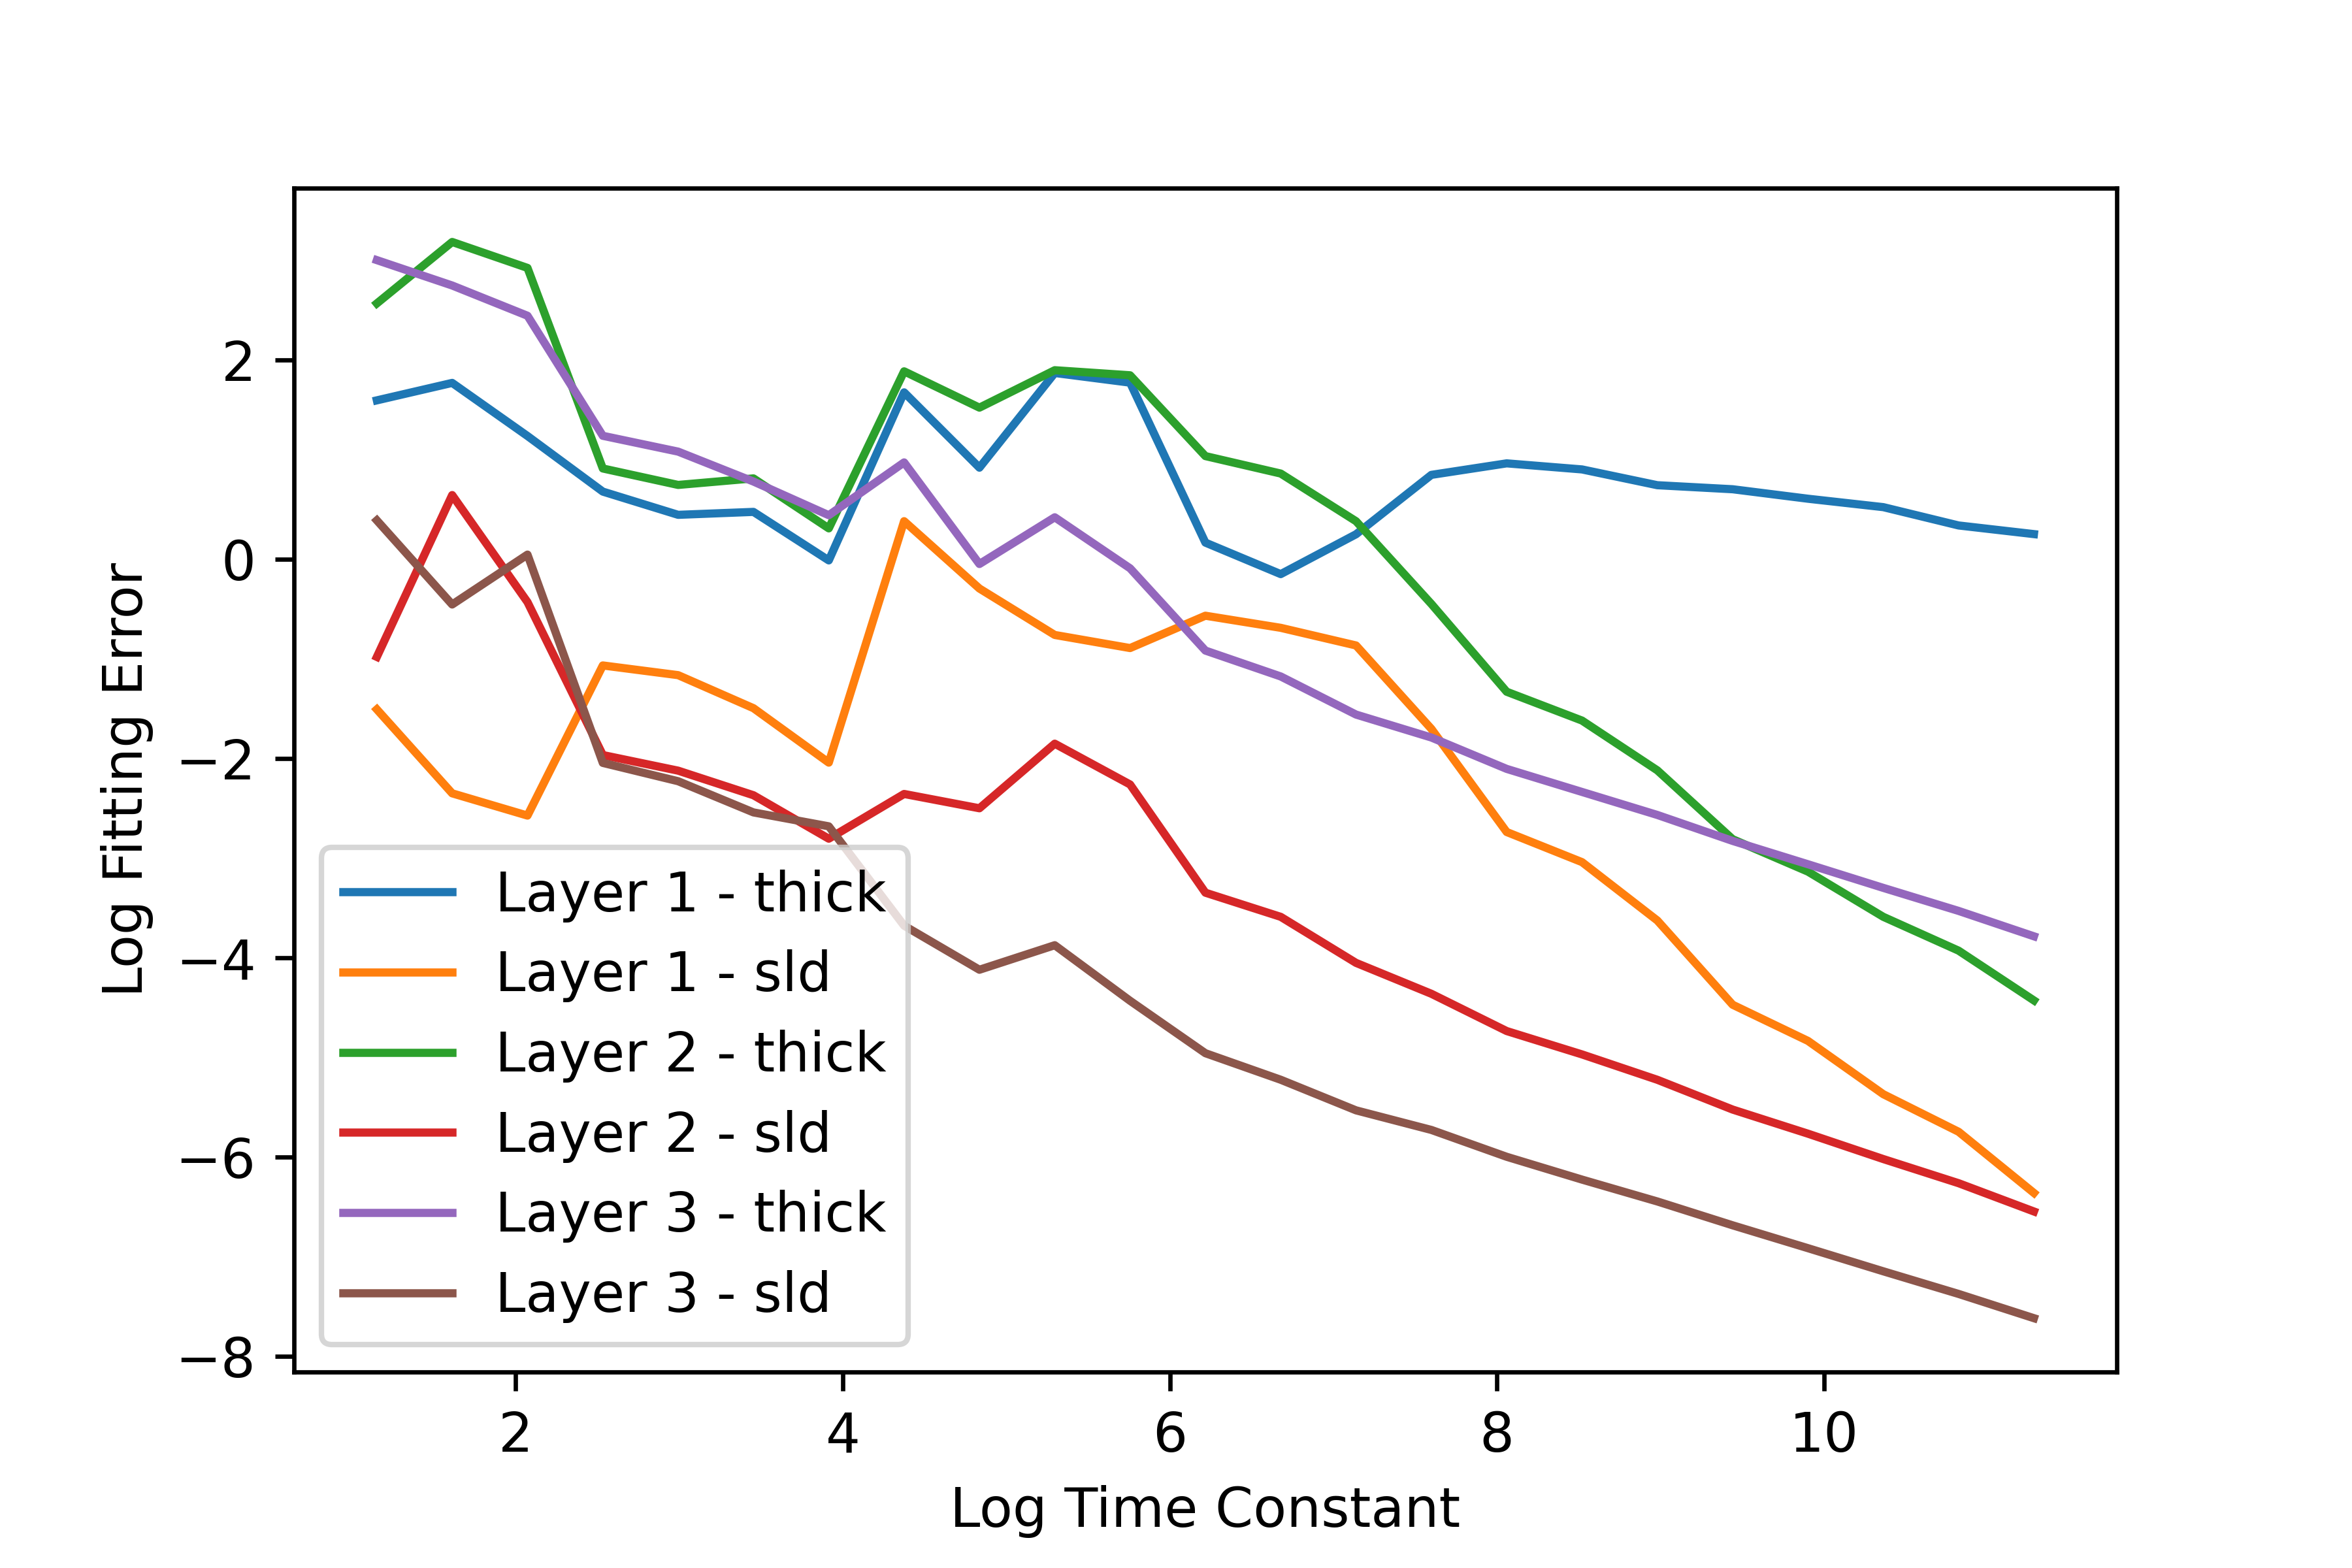 2
0
−2
−4
−6
−8
Log Fitting Error
Layer 1 - thick
Layer 1 - sld
Layer 2 - thick
Layer 2 - sld
Layer 3 - thick
Layer 3 - sld
2 4 6 8 10
Log Time Constant